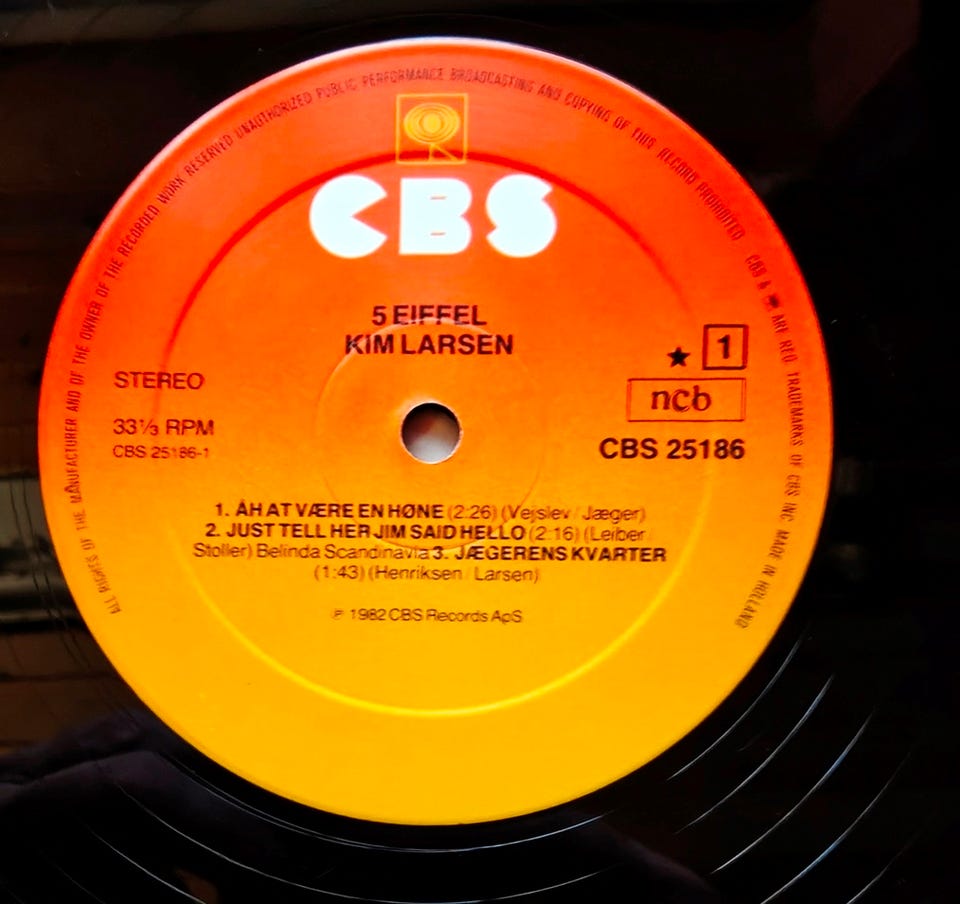 ALL RIGHTS OF THE MANUFACTURER AND OF THE OWNER OF THE RECORDED WORK RESERVED UNAUTHORIZED PUBLIC PERFORMANCE BROADCASTING AND COPYING OF THIS RECORD PROHIBITED CBS & ARE REG. TRADEMARKS OF CBS INC. MADE IN HOLLAND
CBS
5 EIFFEL
KIM LARSEN
STEREO
★ 1
ncb
33⅓ RPM
CBS 25186-1
CBS 25186
1. ÅH AT VÆRE EN HØNE (2:26) (Vejslev / Jæger)
2. JUST TELL HER JIM SAID HELLO (2:16) (Leiber /
Stoller) Belinda Scandinavia 3. JÆGERENS KVARTER
(1:43) (Henriksen / Larsen)
℗ 1982 CBS Records ApS